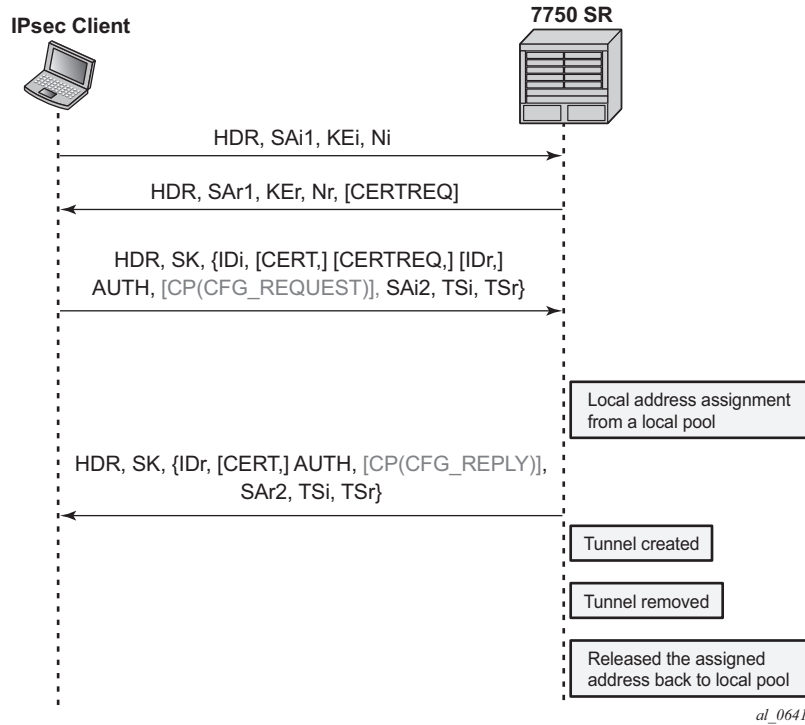 IPsec Client
7750 SR
HDR, SAi1, KEi, Ni
HDR, SAr1, KEr, Nr, [CERTREQ]
HDR, SK, {IDi, [CERT,] [CERTREQ,] [IDr,]
AUTH, [CP(CFG_REQUEST)], SAi2, TSi, TSr}
Local address assignment
from a local pool
HDR, SK, {IDr, [CERT,] AUTH, [CP(CFG_REPLY)],
SAr2, TSi, TSr}
Tunnel created
Tunnel removed
Released the assigned
address back to local pool
al_0641